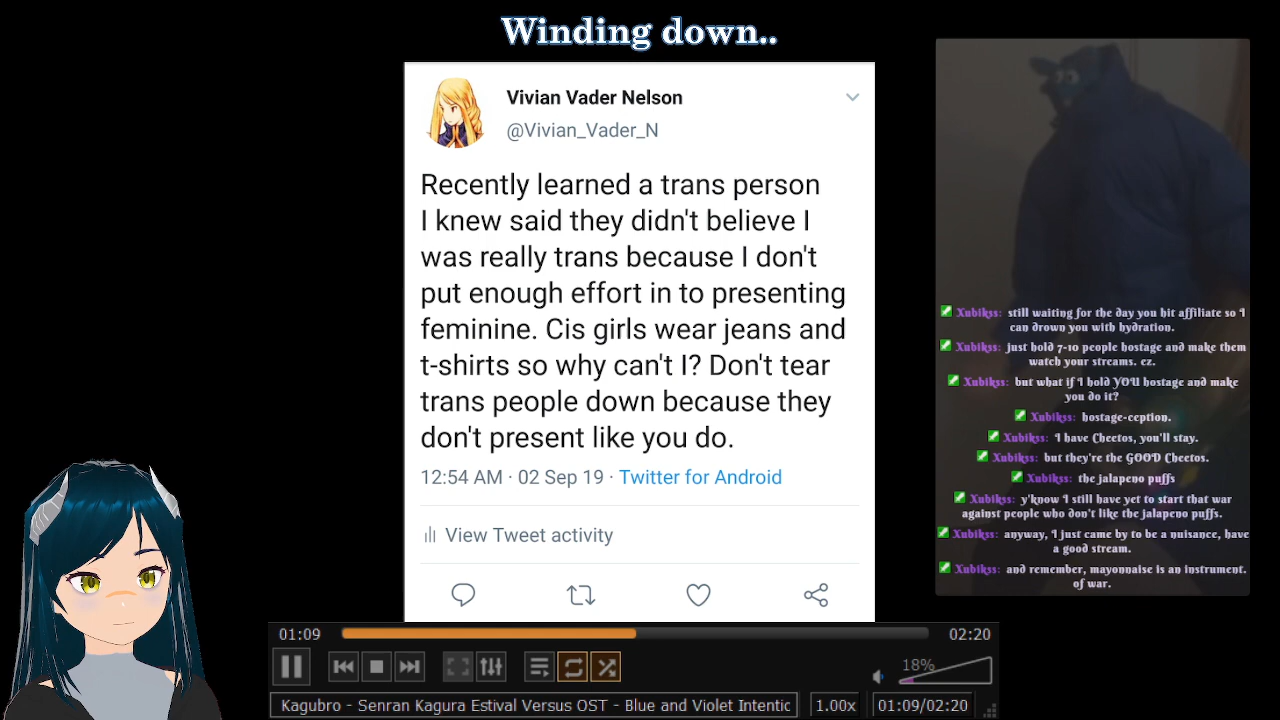 Winding down..
Vivian Vader Nelson
@Vivian_Vader_N
Recently learned a trans person
I knew said they didn't believe I
was really trans because I don't
put enough effort in to presenting
feminine. Cis girls wear jeans and
t-shirts so why can't I? Don't tear
trans people down because they
don't present like you do.
12:54 AM · 02 Sep 19 · Twitter for Android
View Tweet activity
Xubikss: still waiting for the day you hit affiliate so I
can drown you with hydration.
Xubikss: just hold 7-10 people hostage and make them
watch your streams. ez.
Xubikss: but what if I hold YOU hostage and make
you do it?
Xubikss: hostage-ception.
Xubikss: I have Cheetos, you'll stay.
Xubikss: but they're the GOOD Cheetos.
Xubikss: the jalapeno puffs
Xubikss: y'know I still have yet to start that war
against people who don't like the jalapeno puffs.
Xubikss: anyway, I just came by to be a nuisance, have
a good stream.
Xubikss: and remember, mayonnaise is an instrument.
of war.
01:09
02:20
18%
Kagubro - Senran Kagura Estival Versus OST - Blue and Violet Intentic
1.00x
01:09/02:20